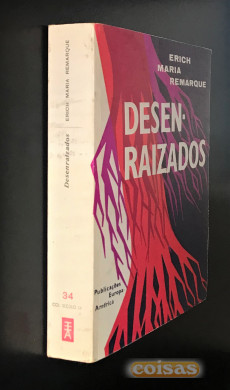 ERICH
MARIA
REMARQUE
DESEN-
RAIZADOS
Publicações
Europa
América
Desenraizados ERICH MARIA REMARQUE
34
coisas